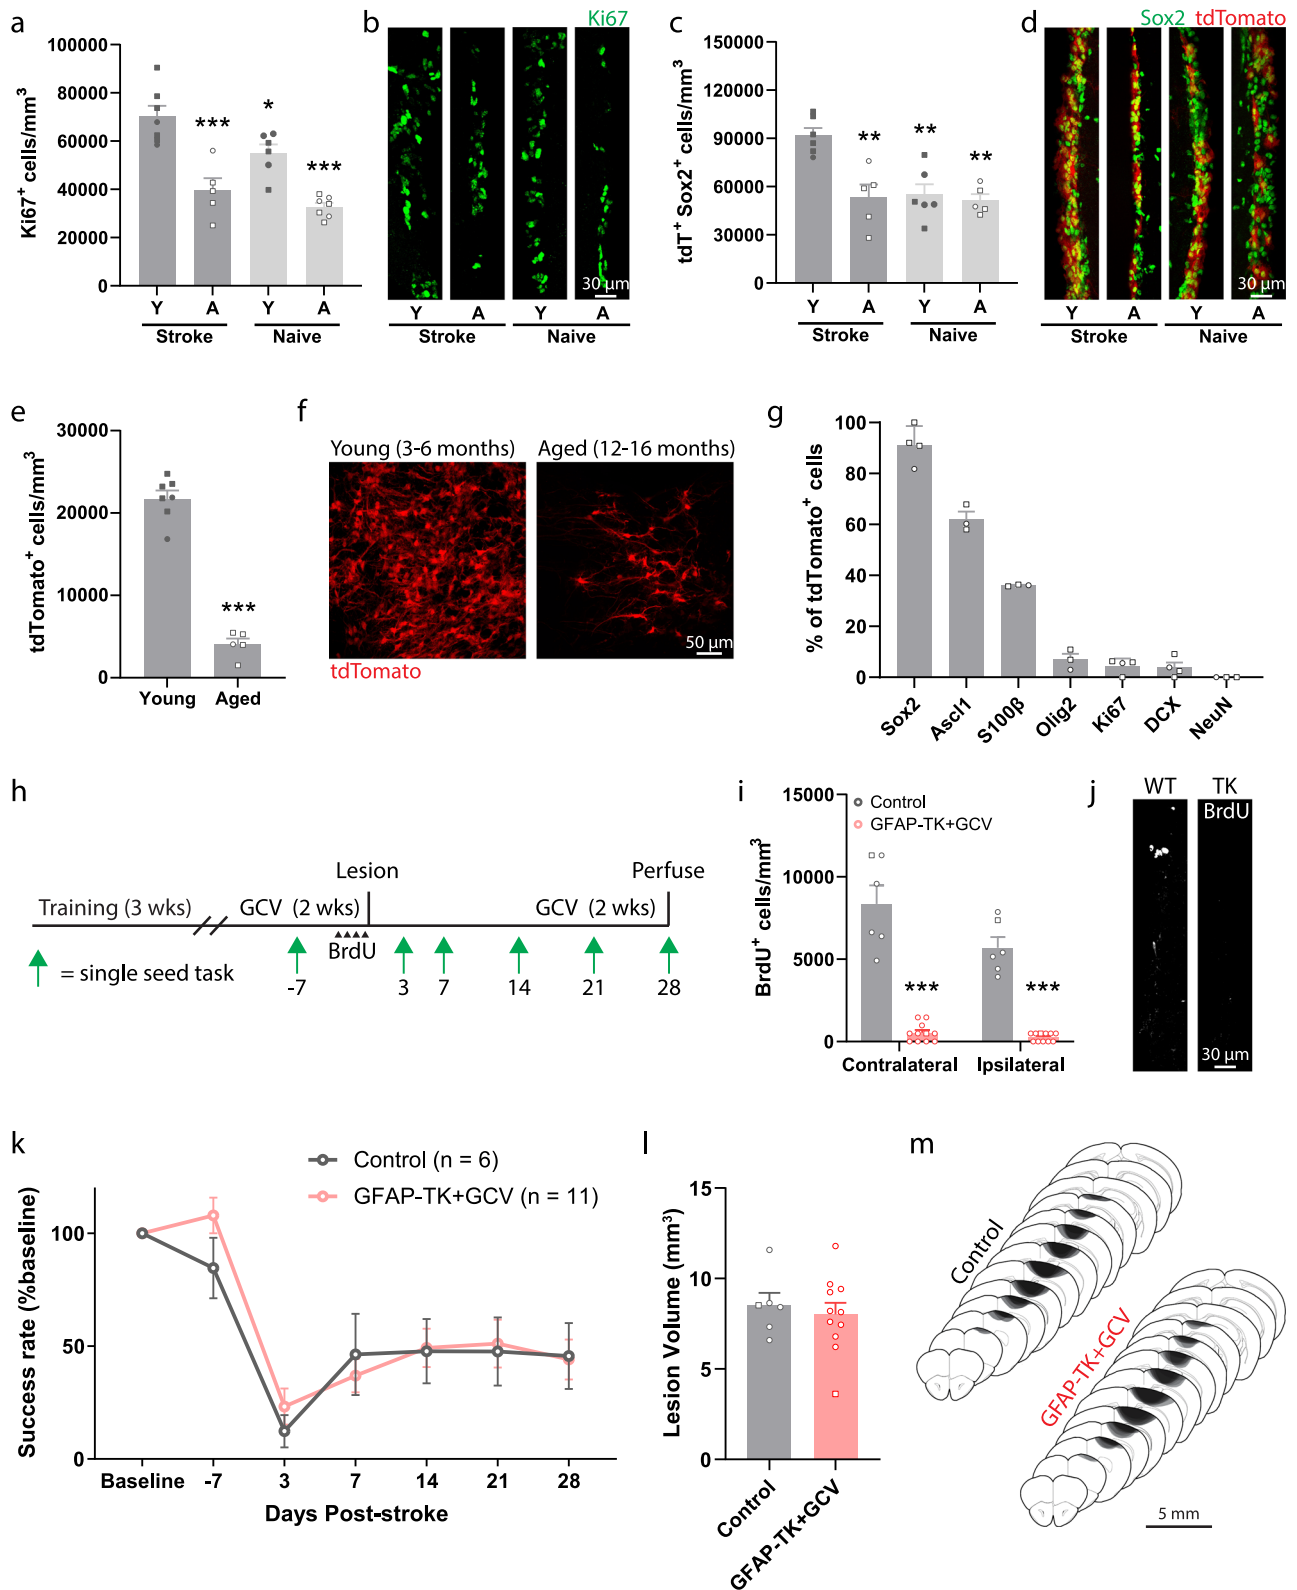 a
Ki67⁺ cells/mm³
100000
80000
60000
40000
20000
0
***
*
***
Y A Y A
Stroke Naive
b
Ki67
30 µm
Y A Y A
Stroke Naive
c
tdT⁺ Sox2⁺ cells/mm³
150000
120000
90000
60000
30000
0
**
**
**
Y A Y A
Stroke Naive
d
Sox2 tdTomato
30 µm
Y A Y A
Stroke Naive
e
tdTomato⁺ cells/mm³
30000
20000
10000
0
***
Young Aged
f
Young (3-6 months) Aged (12-16 months)
50 µm
tdTomato
g
% of tdTomato⁺ cells
100
80
60
40
20
0
Sox2 Ascl1 S100β Olig2 Ki67 DCX NeuN
h
Lesion Perfuse
Training (3 wks) GCV (2 wks) GCV (2 wks)
BrdU
= single seed task
-7 3 7 14 21 28
i
BrdU⁺ cells/mm³
15000
10000
5000
0
Control
GFAP-TK+GCV
*** ***
Contralateral Ipsilateral
j
WT TK
BrdU
30 µm
k
Control (n = 6)
GFAP-TK+GCV (n = 11)
Success rate (%baseline)
100
50
0
Baseline -7 3 7 14 21 28
Days Post-stroke
l
Lesion Volume (mm³)
15
10
5
0
Control
GFAP-TK+GCV
m
Control
GFAP-TK+GCV
5 mm